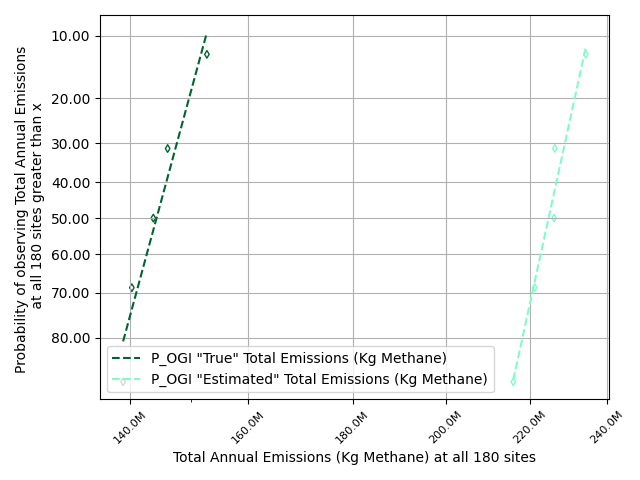 Probability of observing Total Annual Emissions
at all 180 sites greater than x
10.00
20.00
30.00
40.00
50.00
60.00
70.00
80.00
P_OGI "True" Total Emissions (Kg Methane)
P_OGI "Estimated" Total Emissions (Kg Methane)
140.0M 160.0M 180.0M 200.0M 220.0M 240.0M
Total Annual Emissions (Kg Methane) at all 180 sites